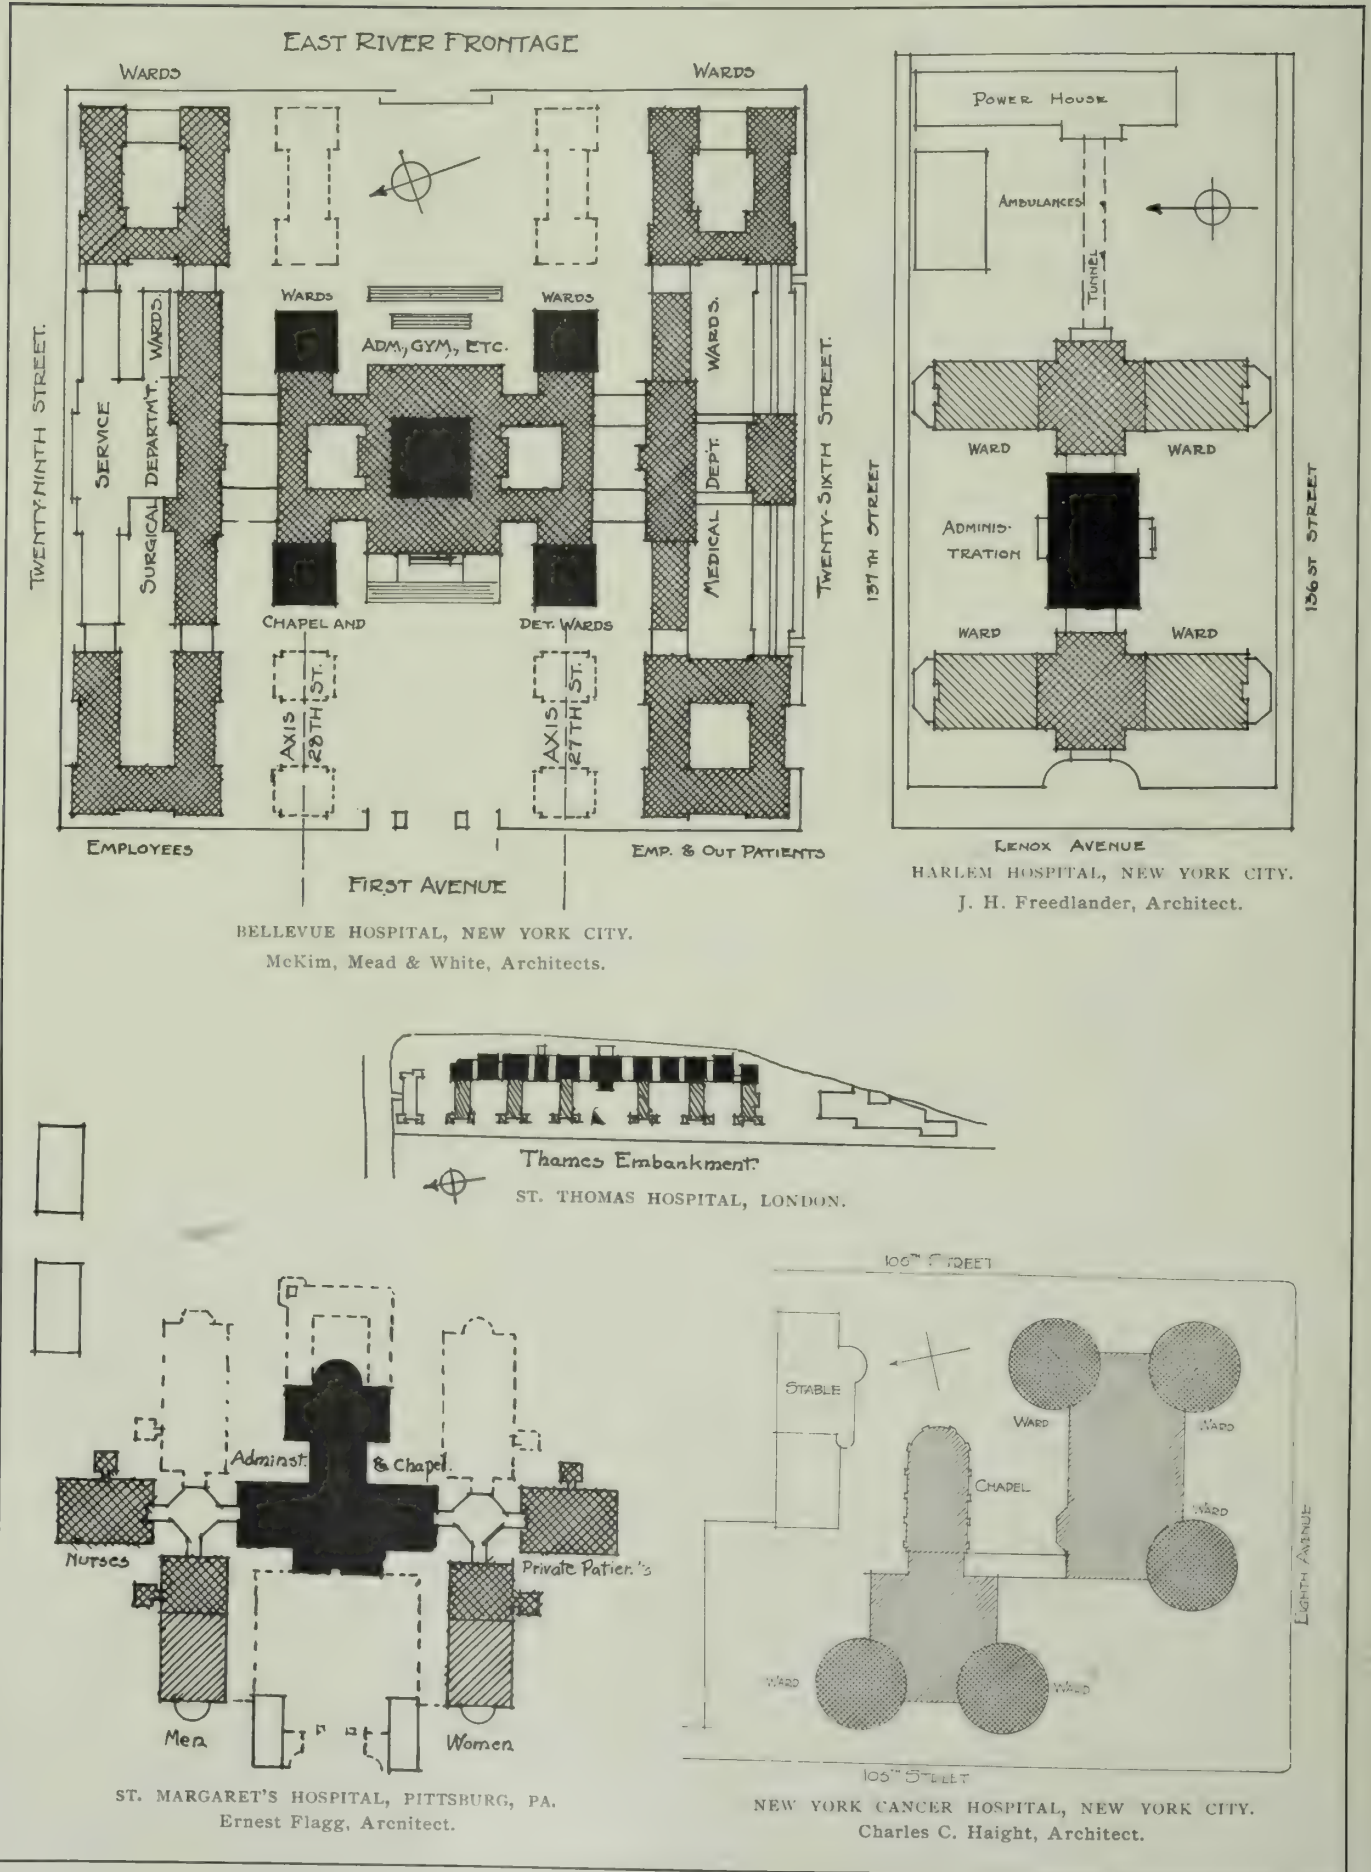 EAST RIVER FRONTAGE
WARDS
WARDS
WARDS
WARDS
ADM., GYM., ETC.
TWENTY-NINTH STREET.
SERVICE
WARDS.
SURGICAL DEPARTM'T.
WARDS.
MEDICAL DEP'T.
TWENTY-SIXTH STREET.
CHAPEL AND
DET. WARDS
AXIS
28TH ST.
AXIS
27TH ST.
EMPLOYEES
EMP. & OUT PATIENTS
FIRST AVENUE
BELLEVUE HOSPITAL, NEW YORK CITY.
McKim, Mead & White, Architects.
POWER HOUSE
AMBULANCES
TUNNEL
WARD
WARD
137TH STREET
ADMINIS-
TRATION
136 ST STREET
WARD
WARD
LENOX AVENUE
HARLEM HOSPITAL, NEW YORK CITY.
J. H. Freedlander, Architect.
Thames Embankment.
ST. THOMAS HOSPITAL, LONDON.
Adminst.
& Chapel.
Nurses
Private Patien's
Men
Women
ST. MARGARET'S HOSPITAL, PITTSBURG, PA.
Ernest Flagg, Architect.
106TH STREET
STABLE
WARD
WARD
CHAPEL
WARD
EIGHTH AVENUE
WARD
WARD
105TH STREET
NEW YORK CANCER HOSPITAL, NEW YORK CITY.
Charles C. Haight, Architect.